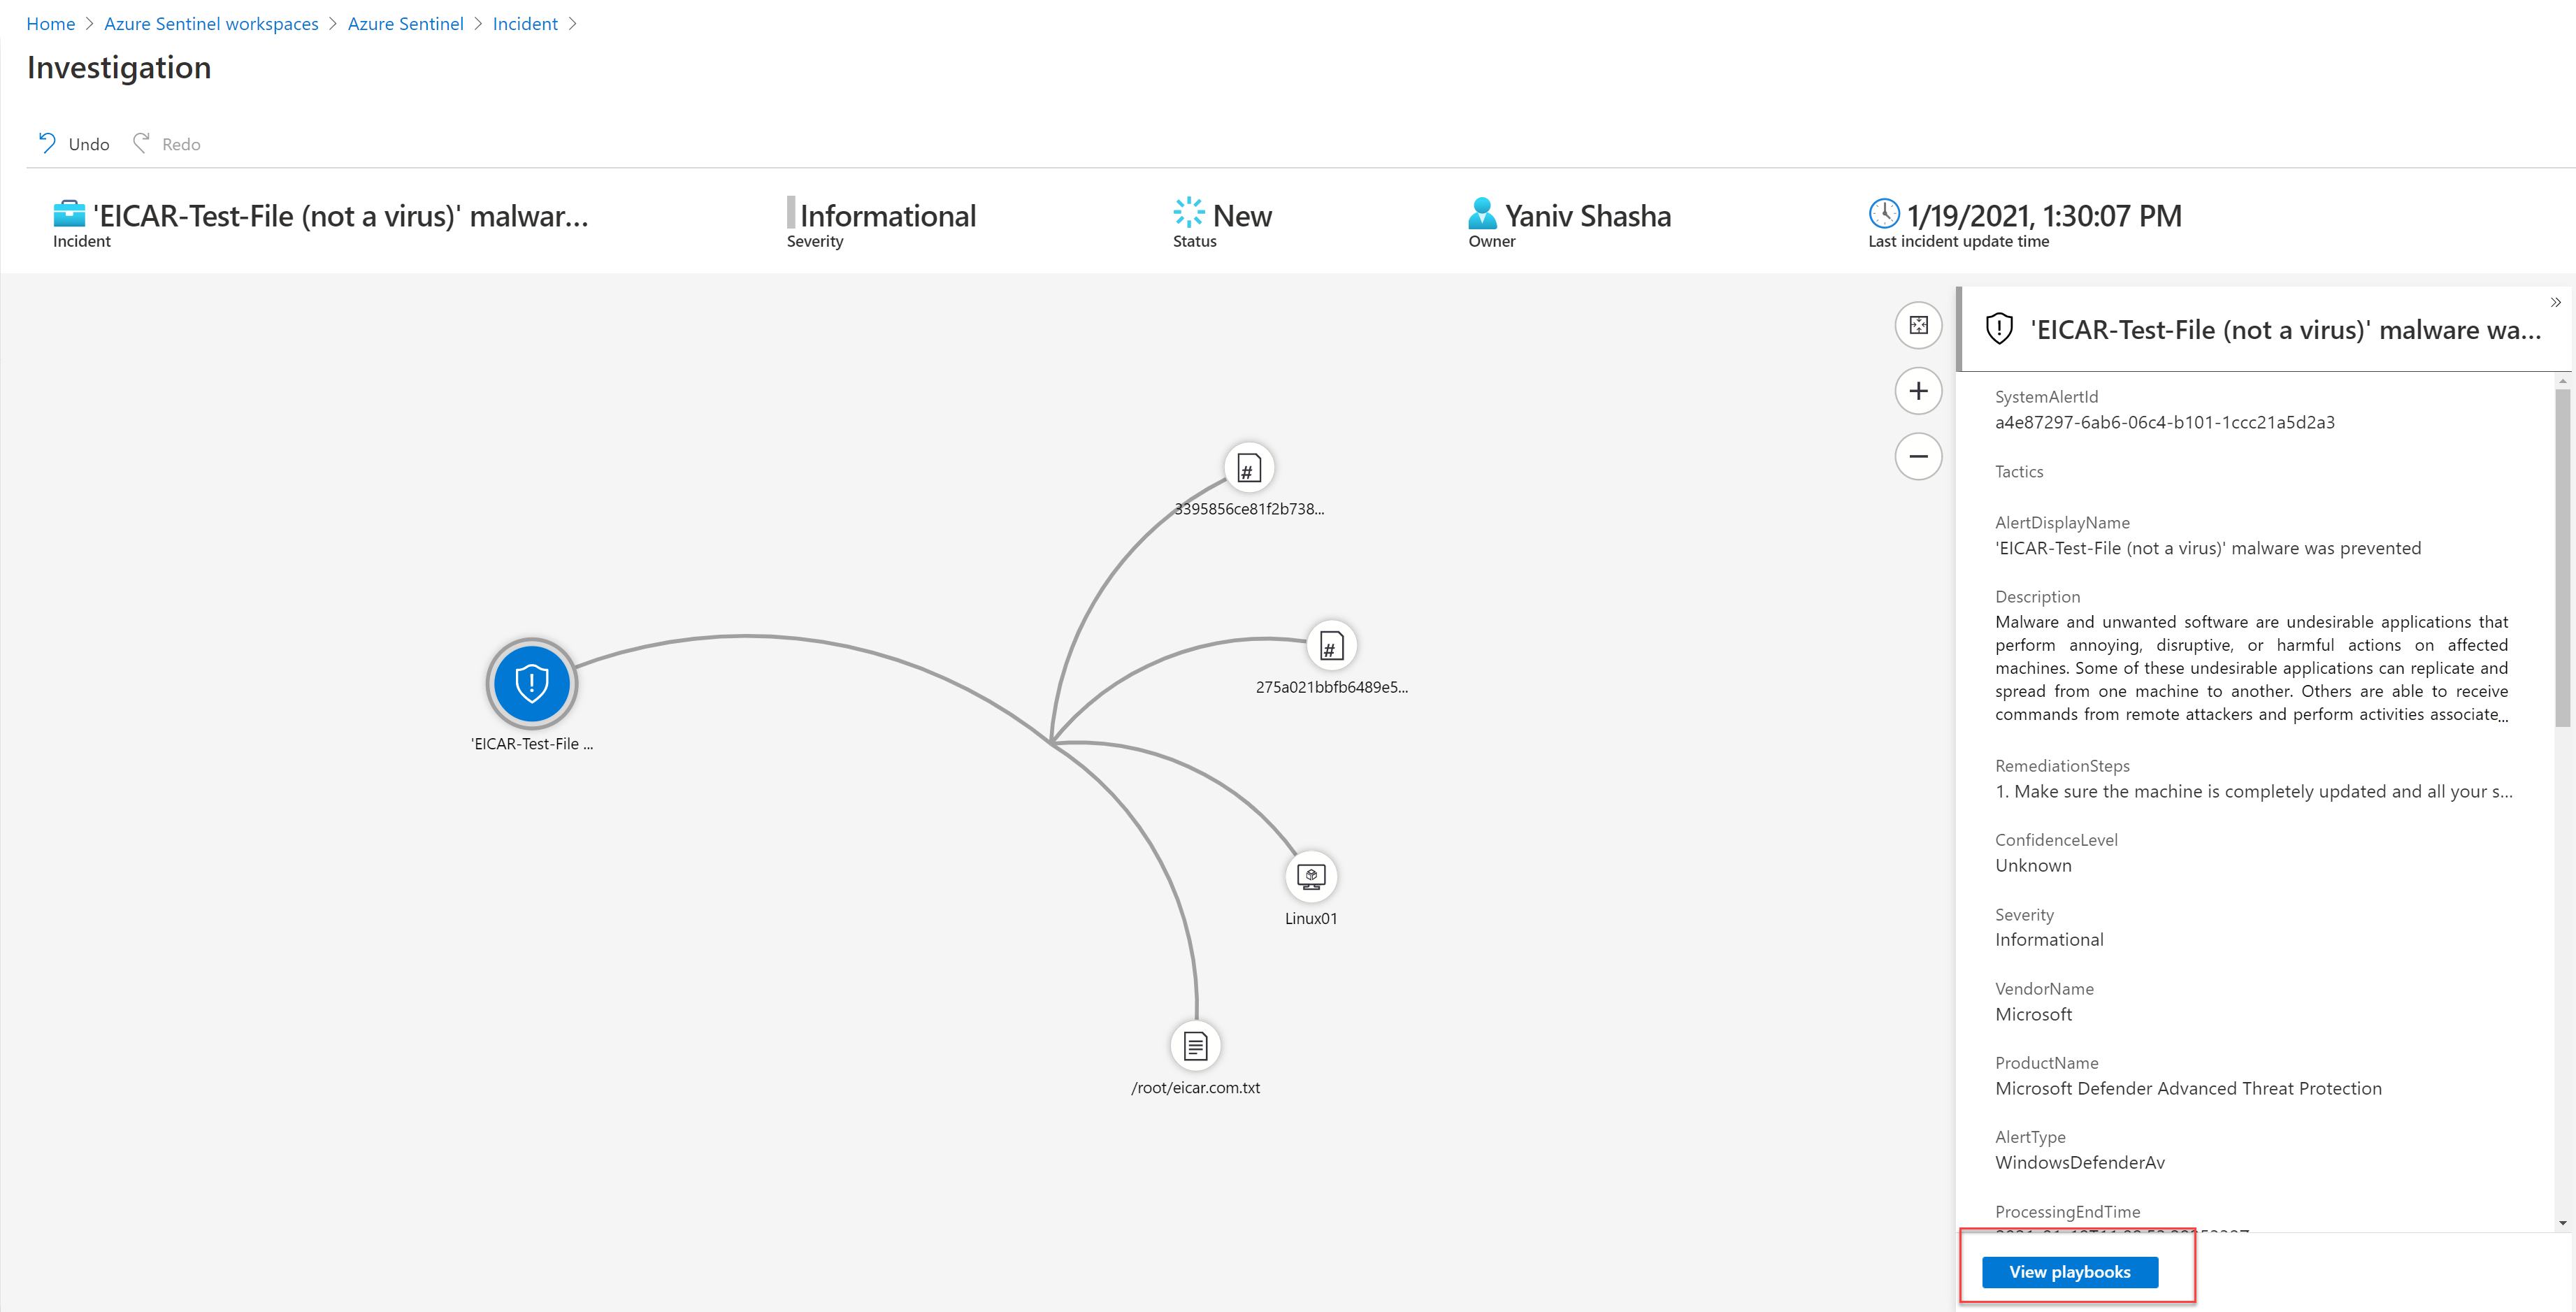 Home > Azure Sentinel workspaces > Azure Sentinel > Incident >
Investigation
Undo Redo
'EICAR-Test-File (not a virus)' malwar...
Incident
Informational
Severity
New
Status
Yaniv Shasha
Owner
1/19/2021, 1:30:07 PM
Last incident update time
'EICAR-Test-File ...
3395856ce81f2b738...
275a021bbfb6489e5...
Linux01
/root/eicar.com.txt
'EICAR-Test-File (not a virus)' malware wa...
SystemAlertId
a4e87297-6ab6-06c4-b101-1ccc21a5d2a3
Tactics
AlertDisplayName
'EICAR-Test-File (not a virus)' malware was prevented
Description
Malware and unwanted software are undesirable applications that
perform annoying, disruptive, or harmful actions on affected
machines. Some of these undesirable applications can replicate and
spread from one machine to another. Others are able to receive
commands from remote attackers and perform activities associate...
RemediationSteps
1. Make sure the machine is completely updated and all your s...
ConfidenceLevel
Unknown
Severity
Informational
VendorName
Microsoft
ProductName
Microsoft Defender Advanced Threat Protection
AlertType
WindowsDefenderAv
ProcessingEndTime
View playbooks